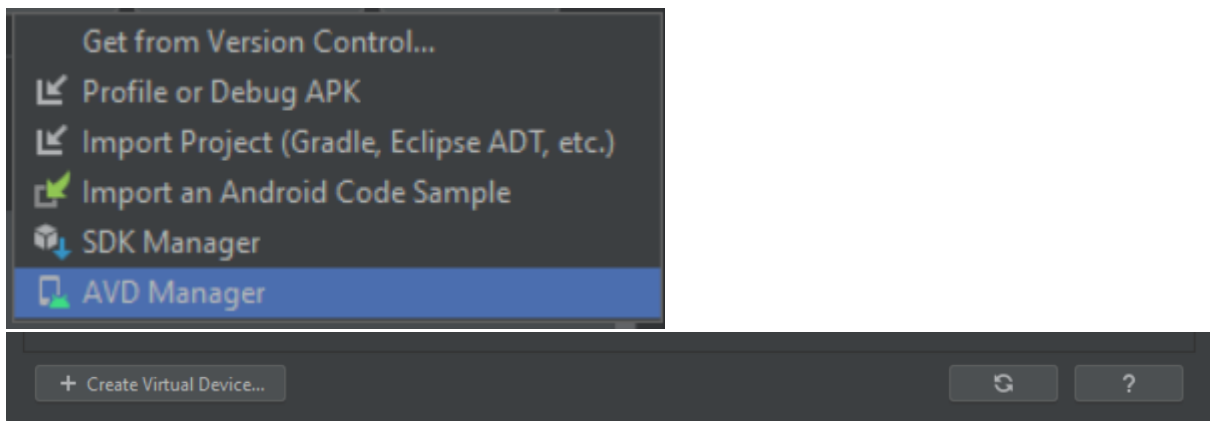 Get from Version Control...
Profile or Debug APK
Import Project (Gradle, Eclipse ADT, etc.)
Import an Android Code Sample
SDK Manager
AVD Manager
+ Create Virtual Device...
?